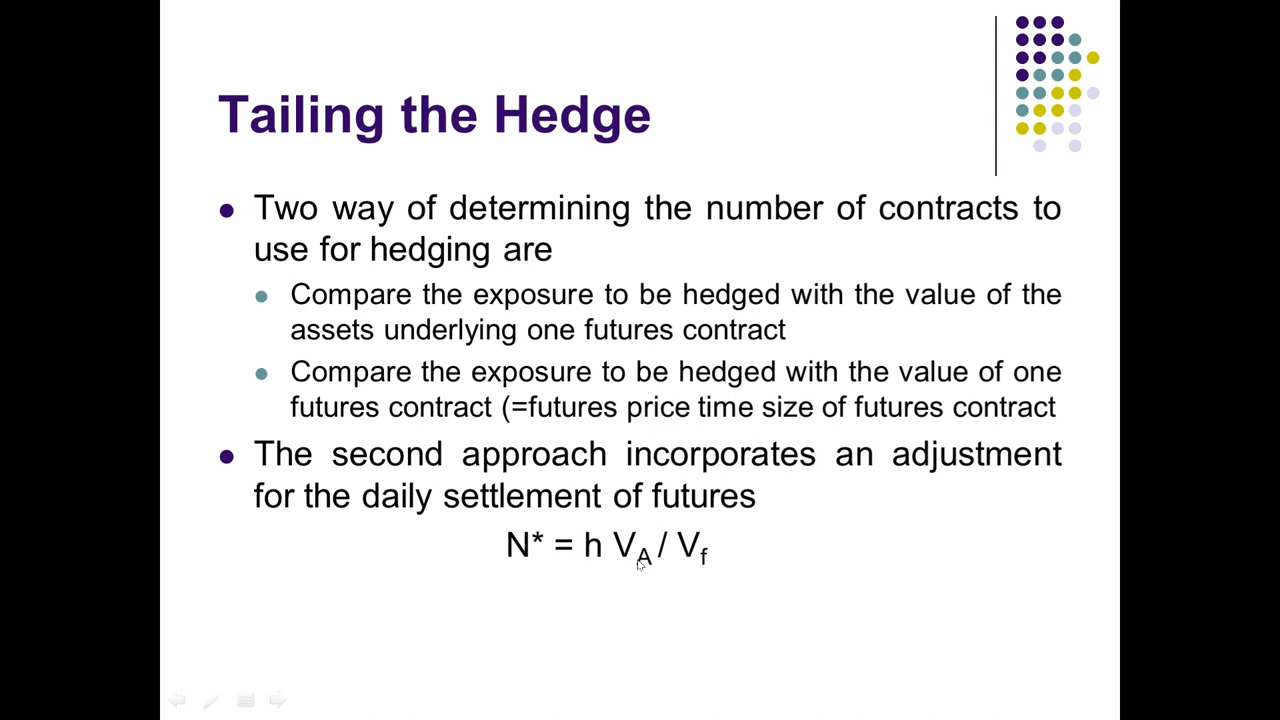 Tailing the Hedge
Two way of determining the number of contracts to
use for hedging are
Compare the exposure to be hedged with the value of the
assets underlying one futures contract
Compare the exposure to be hedged with the value of one
futures contract (=futures price time size of futures contract
The second approach incorporates an adjustment
for the daily settlement of futures
N* = h V_A / V_f